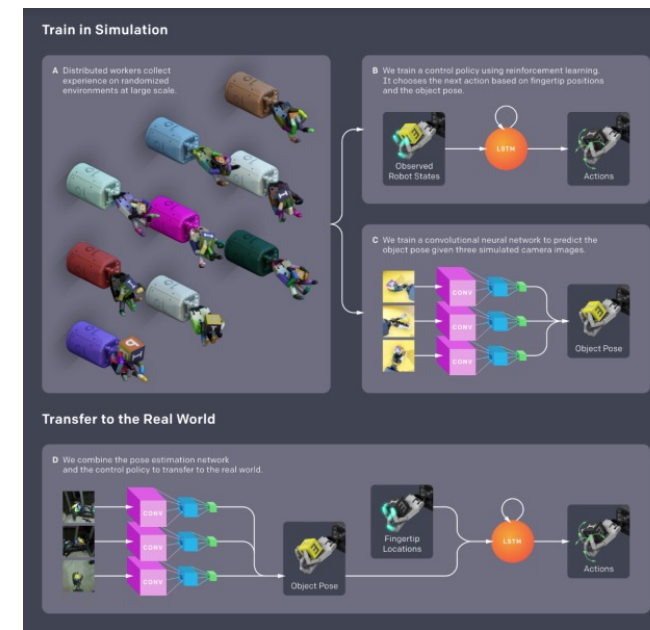 Train in Simulation
A Distributed workers collect
experience on randomized
environments at large scale.
B We train a control policy using reinforcement learning.
It chooses the next action based on fingertip positions
and the object pose.
Observed
Robot States
LSTM
Actions
C We train a convolutional neural network to predict the
object pose given three simulated camera images.
CONV
CONV
CONV
Object Pose
Transfer to the Real World
D We combine the pose estimation network
and the control policy to transfer to the real world.
CONV
CONV
CONV
Object Pose
Fingertip
Locations
LSTM
Actions